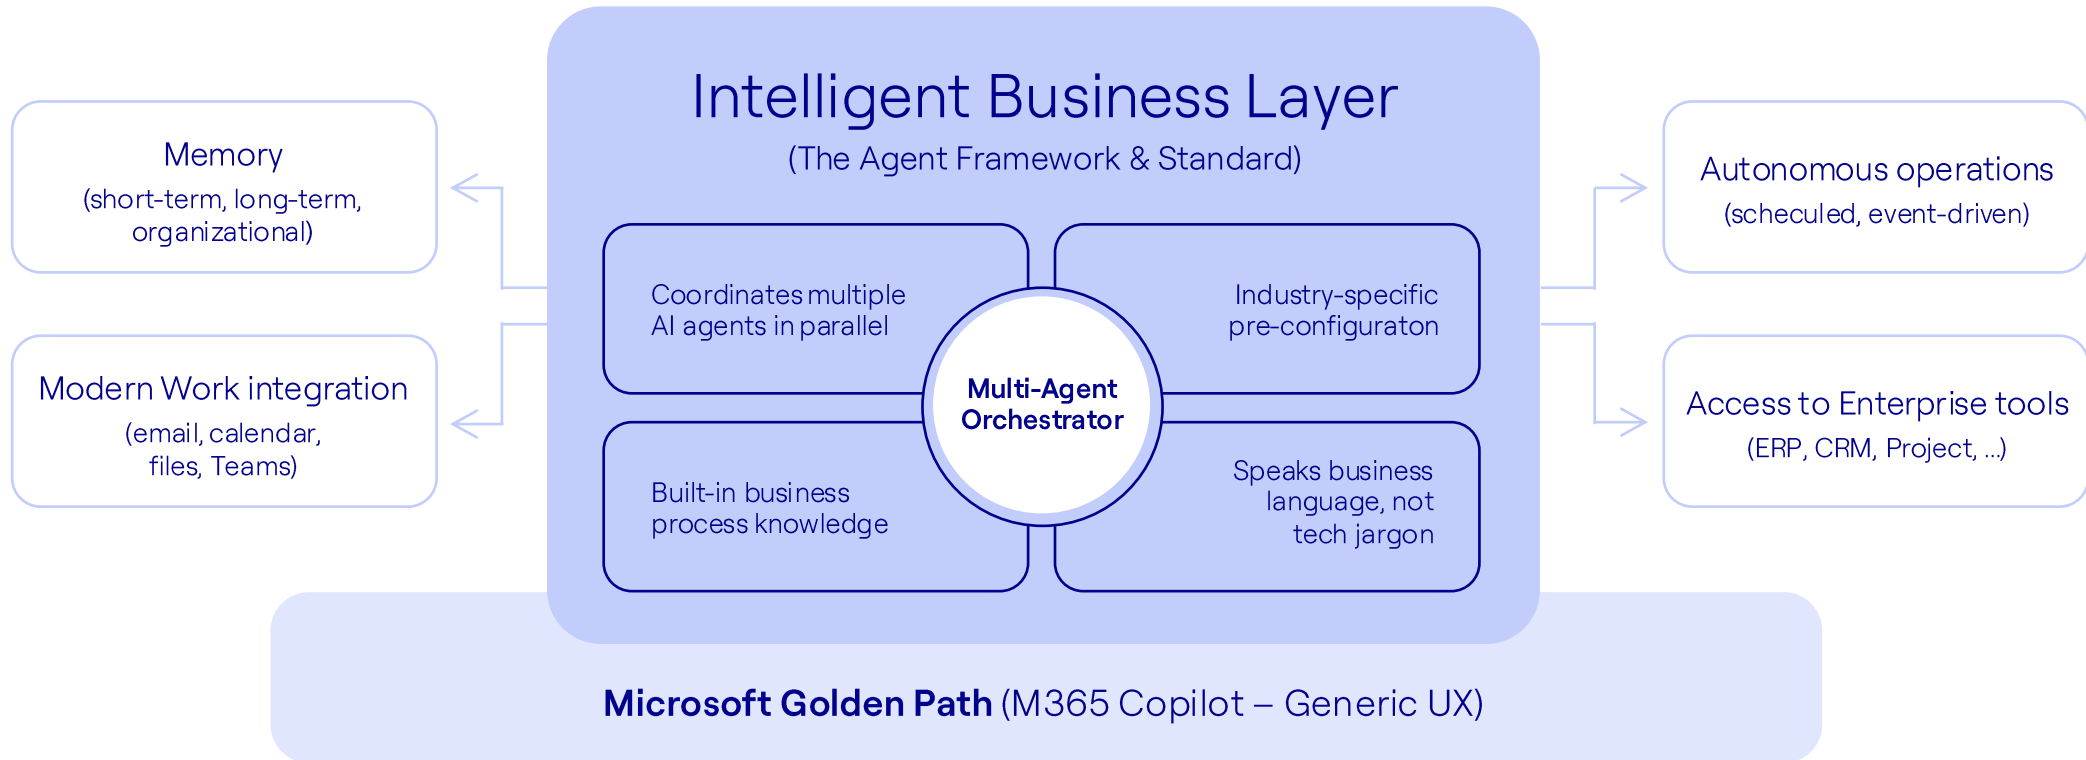 Intelligent Business Layer
(The Agent Framework & Standard)
Memory
(short-term, long-term,
organizational)
Modern Work integration
(email, calendar,
files, Teams)
Coordinates multiple
AI agents in parallel
Industry-specific
pre-configuraton
Multi-Agent
Orchestrator
Built-in business
process knowledge
Speaks business
language, not
tech jargon
Autonomous operations
(scheculed, event-driven)
Access to Enterprise tools
(ERP, CRM, Project, ...)
Microsoft Golden Path (M365 Copilot – Generic UX)